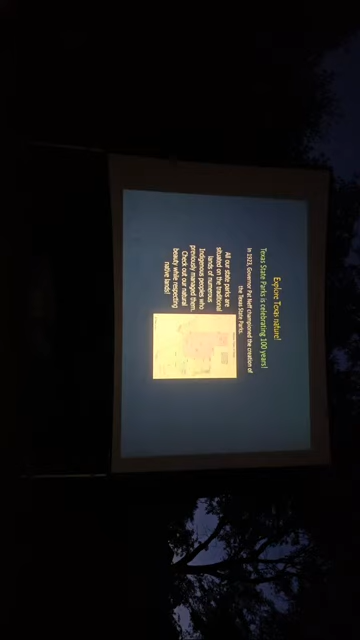 Explore Texas nature!
Texas State Parks is celebrating 100 years!
In 1923, Governor Pat Neff championed the creation of
the Texas State Parks.
All our state parks are
situated on the traditional
lands of numerous
Indigenous peoples who
previously managed them.
Check out our natural
beauty while respecting
native lands!